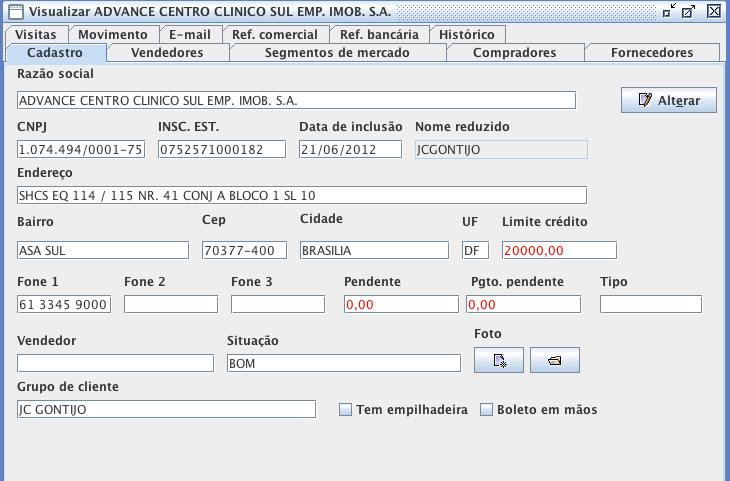 Visualizar ADVANCE CENTRO CLINICO SUL EMP. IMOB. S.A.
Visitas Movimento E-mail Ref. comercial Ref. bancária Histórico
Cadastro Vendedores Segmentos de mercado Compradores Fornecedores
Razão social
ADVANCE CENTRO CLINICO SUL EMP. IMOB. S.A. Alterar
CNPJ INSC. EST. Data de inclusão Nome reduzido
1.074.494/0001-75 0752571000182 21/06/2012 JCGONTIJO
Endereço
SHCS EQ 114 / 115 NR. 41 CONJ A BLOCO 1 SL 10
Bairro Cep Cidade UF Limite crédito
ASA SUL 70377-400 BRASILIA DF 20000,00
Fone 1 Fone 2 Fone 3 Pendente Pgto. pendente Tipo
61 3345 9000 0,00 0,00
Vendedor Situação Foto
BOM
Grupo de cliente
JC GONTIJO Tem empilhadeira Boleto em mãos